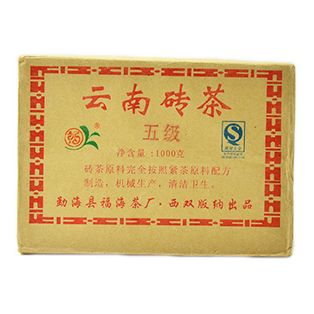 云南砖茶
五级
净含量:1000克
砖茶原料完全按照紧茶原料配方
制造，机械生产，清洁卫生。
勐海县福海茶厂·西双版纳出品